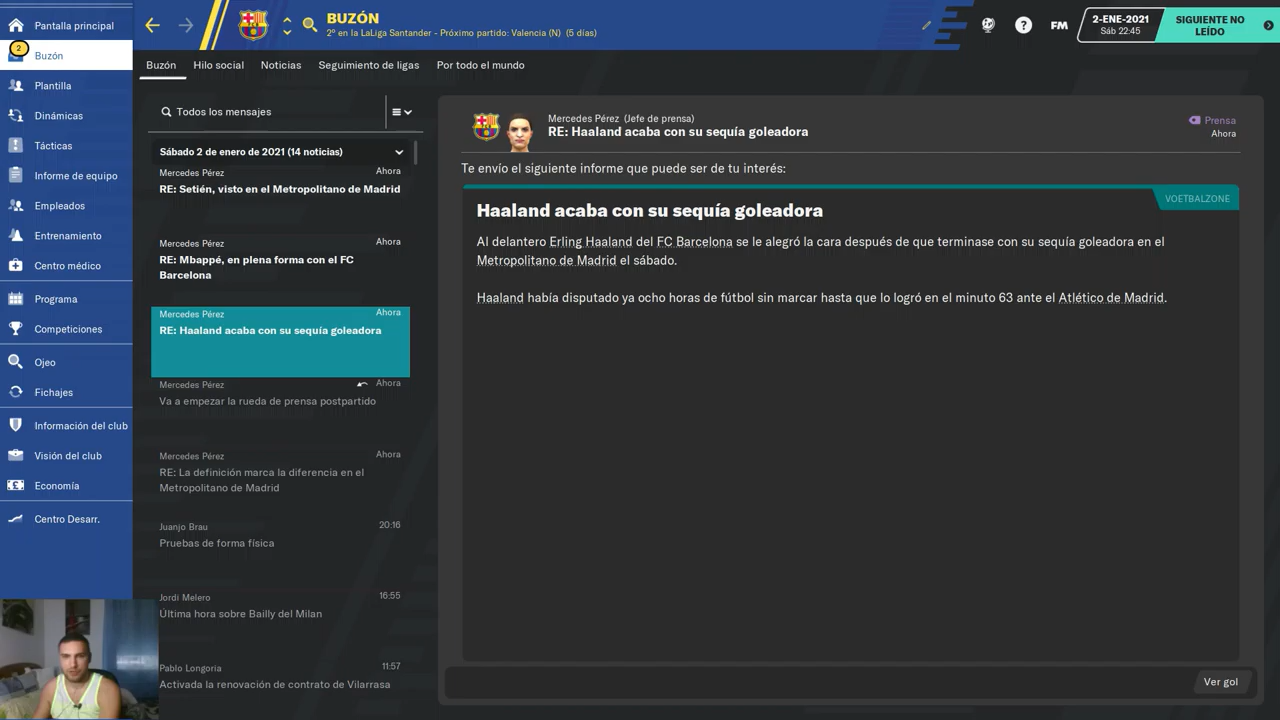 Pantalla principal
2
Buzón
Plantilla
Dinámicas
Tácticas
Informe de equipo
Empleados
Entrenamiento
Centro médico
Programa
Competiciones
Ojeo
Fichajes
Información del club
Visión del club
Economía
Centro Desarr.
BUZÓN
2º en la LaLiga Santander - Próximo partido: Valencia (N) (5 días)
FM
2-ENE-2021
Sáb 22:45
SIGUIENTE NO
LEÍDO
Buzón Hilo social Noticias Seguimiento de ligas Por todo el mundo
Todos los mensajes
Sábado 2 de enero de 2021 (14 noticias)
Mercedes Pérez Ahora
RE: Setién, visto en el Metropolitano de Madrid
Mercedes Pérez Ahora
RE: Mbappé, en plena forma con el FC
Barcelona
Mercedes Pérez Ahora
RE: Haaland acaba con su sequía goleadora
Mercedes Pérez Ahora
Va a empezar la rueda de prensa postpartido
Mercedes Pérez Ahora
RE: La definición marca la diferencia en el
Metropolitano de Madrid
Juanjo Brau 20:16
Pruebas de forma física
Jordi Melero 16:55
Última hora sobre Bailly del Milan
Pablo Longoria 11:57
Activada la renovación de contrato de Vilarrasa
Mercedes Pérez (Jefe de prensa)
RE: Haaland acaba con su sequía goleadora
Prensa
Ahora
Te envío el siguiente informe que puede ser de tu interés:
VOETBALZONE
Haaland acaba con su sequía goleadora
Al delantero Erling Haaland del FC Barcelona se le alegró la cara después de que terminase con su sequía goleadora en el
Metropolitano de Madrid el sábado.
Haaland había disputado ya ocho horas de fútbol sin marcar hasta que lo logró en el minuto 63 ante el Atlético de Madrid.
Ver gol